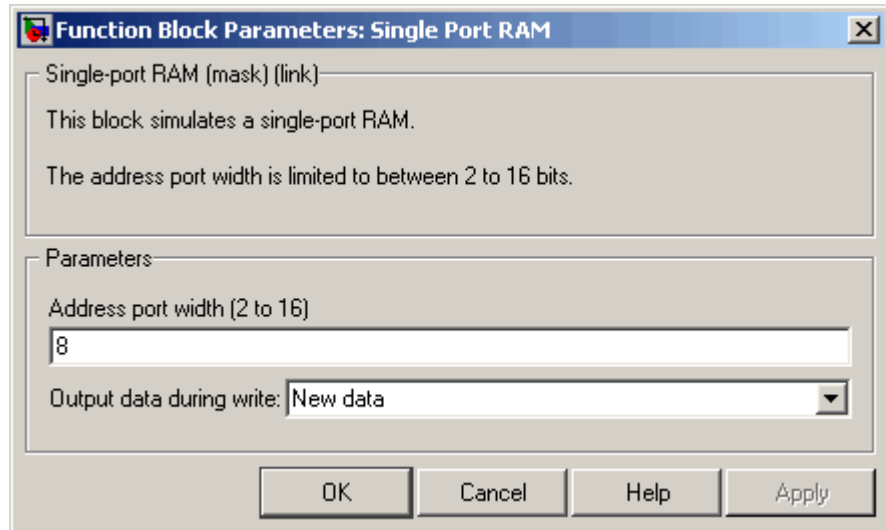 Function Block Parameters: Single Port RAM
Single-port RAM (mask) (link)
This block simulates a single-port RAM.
The address port width is limited to between 2 to 16 bits.
Parameters
Address port width (2 to 16)
8
Output data during write: New data
OK Cancel Help Apply